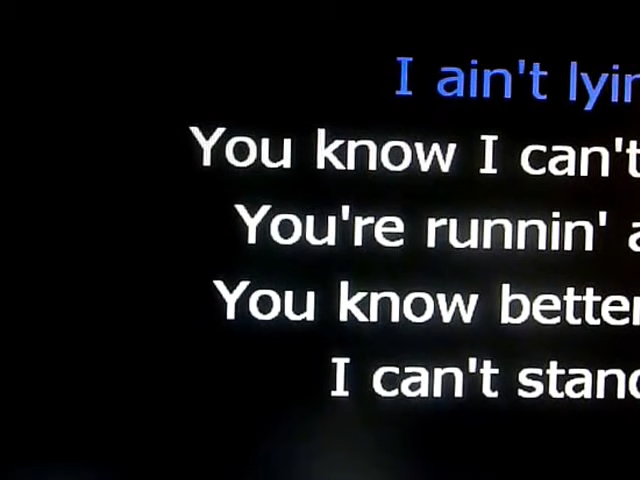 I ain't lyin
You know I can't
You're runnin' a
You know better
I can't stand